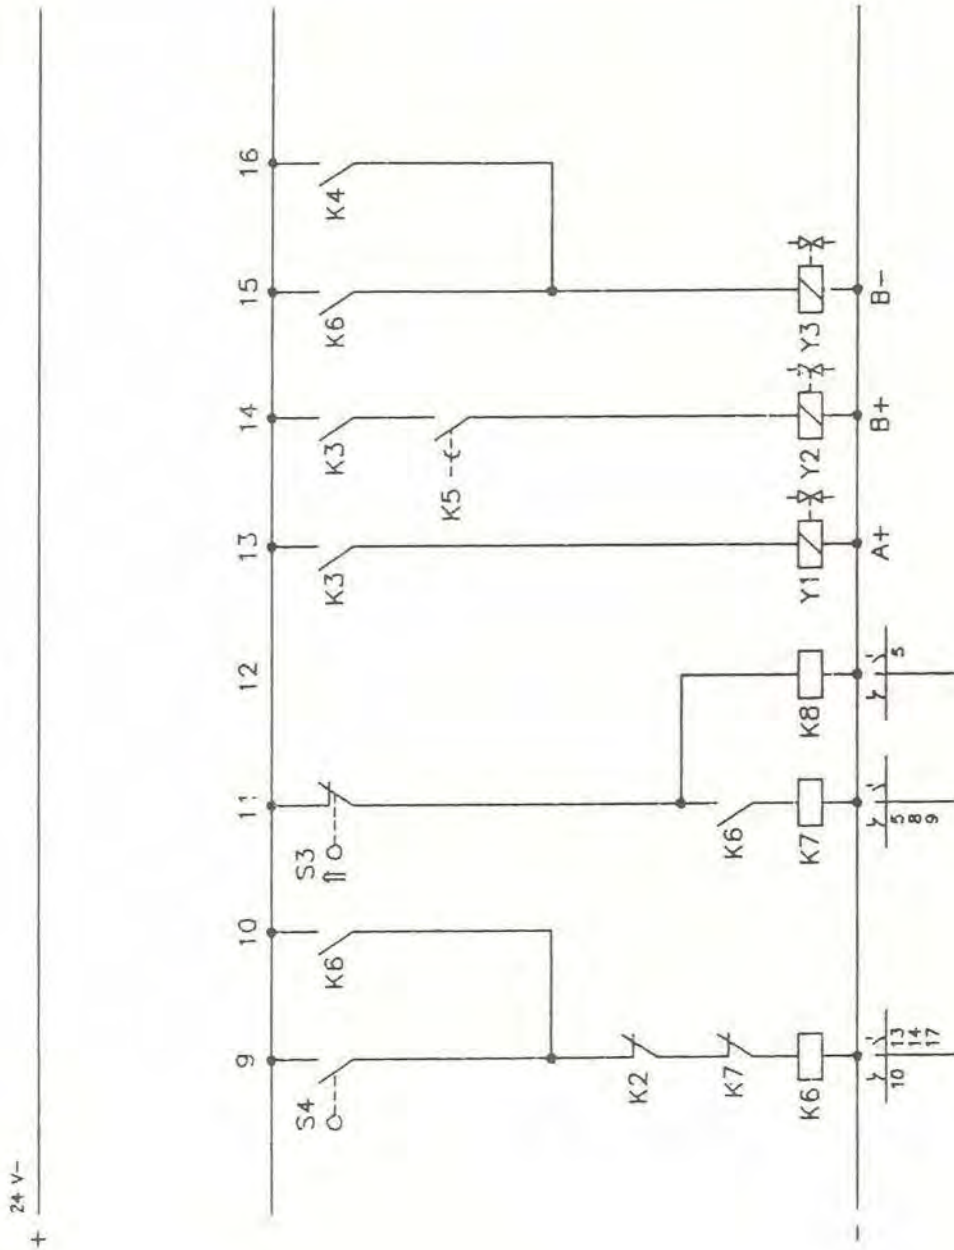 24 V-
+
9 10 11 12 13 14 15 16
S4 K6 S3 K3 K3 K6 K4
K5
K2
K7 K6
K6 K7 K8 Y1 Y2 Y3
-
A+ B+ B-
10 13 5 5
14 8
17 9